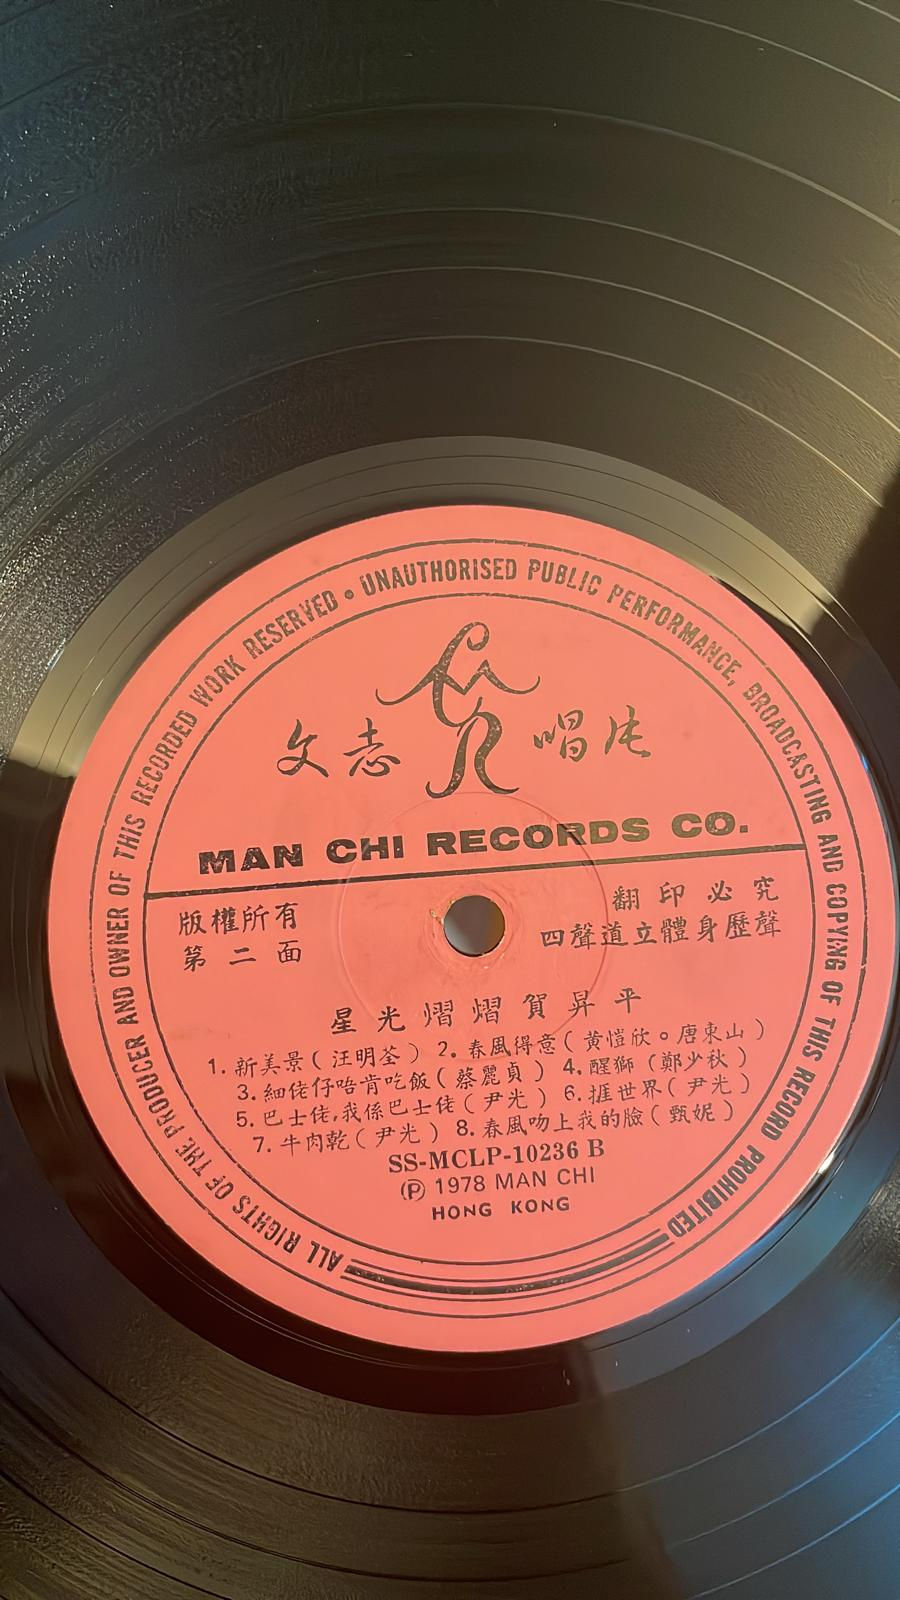 ALL RIGHTS OF THE PRODUCER AND OWNER OF THIS RECORDED WORK RESERVED • UNAUTHORISED PUBLIC PERFORMANCE, BROADCASTING AND COPYING OF THIS RECORD PROHIBITED
文志 唱片
MAN CHI RECORDS CO.
版權所有 翻印必究
第二面 四聲道立體身歷聲
星光熠熠賀昇平
1. 新美景(汪明荃) 2. 春風得意(黄愷欣。唐東山)
3. 細佬仔唔肯吃飯(蔡麗貞) 4. 醒獅(鄭少秋)
5. 巴士佬,我係巴士佬(尹光) 6. 捱世界(尹光)
7. 牛肉乾(尹光) 8. 春風吻上我的臉(甄妮)
SS-MCLP-10236 B
Ⓟ 1978 MAN CHI
HONG KONG